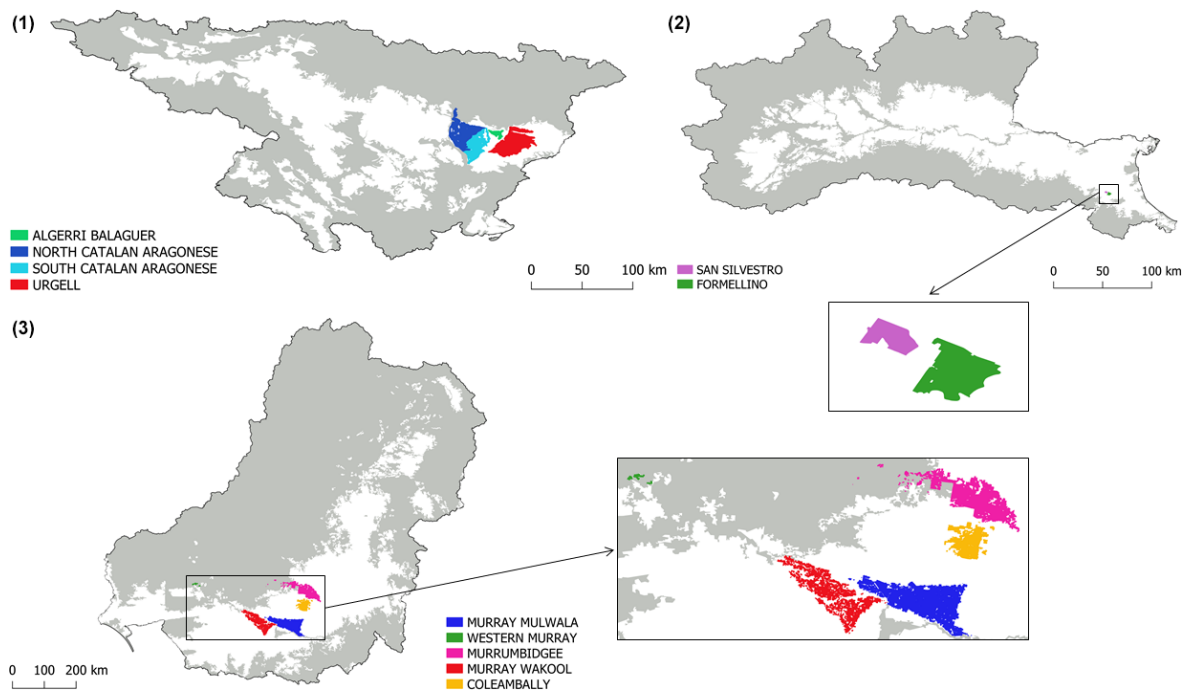 (1)
(2)
ALGERRI BALAGUER
NORTH CATALAN ARAGONESE
SOUTH CATALAN ARAGONESE
URGELL
0 50 100 km
SAN SILVESTRO
FORMELLINO
0 50 100 km
(3)
MURRAY MULWALA
WESTERN MURRAY
MURRUMBIDGEE
MURRAY WAKOOL
COLEAMBALLY
0 100 200 km